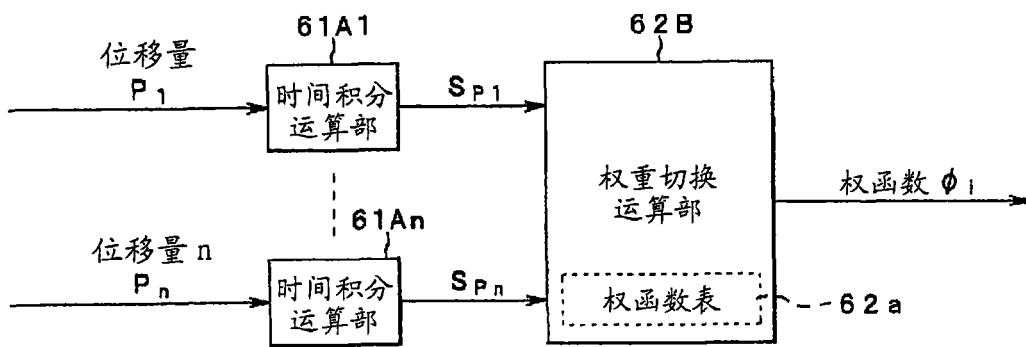 61A1
62B
位移量
P1
时间积分
运算部
SP1
权重切换
运算部
权函数 ϕi
61An
位移量 n
Pn
时间积分
运算部
SPn
权函数表
62a